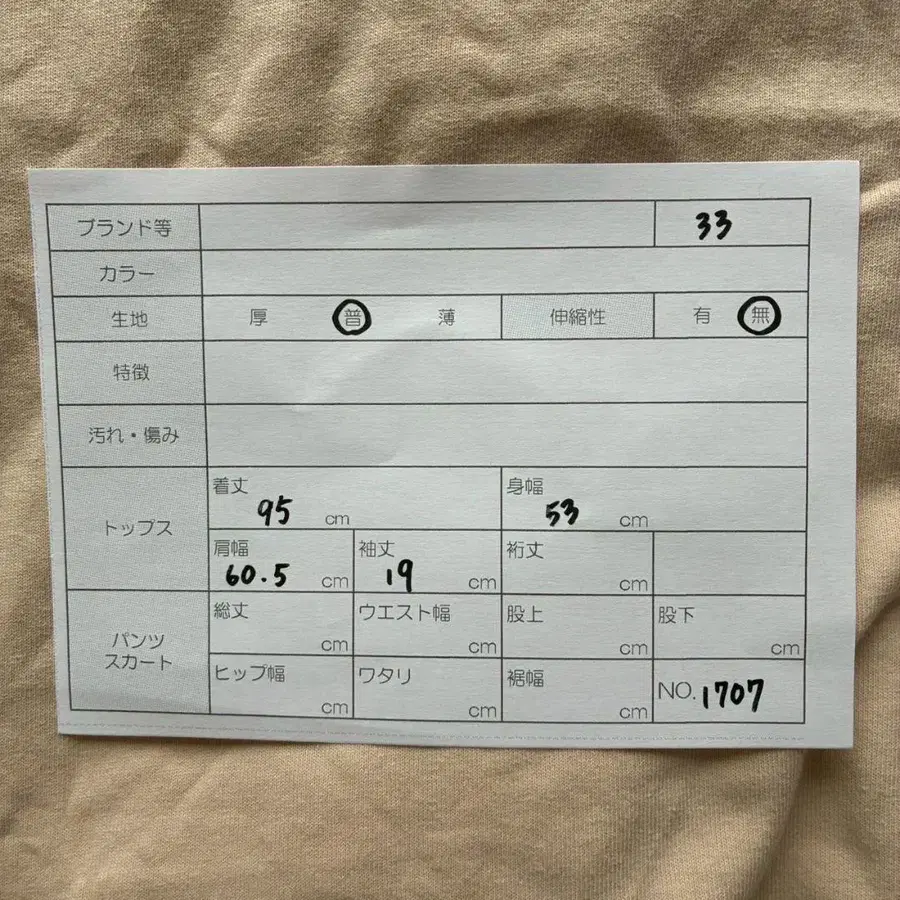 ブランド等 33
カラー
生地 厚 普 薄 伸縮性 有 無
特徴
汚れ・傷み
トップス
着丈 95 cm 身幅 53 cm
肩幅 60.5 cm 袖丈 19 cm 裄丈 cm
パンツ
スカート
総丈 cm ウエスト幅 cm 股上 cm 股下 cm
ヒップ幅 cm ワタリ cm 裾幅 cm NO. 1707